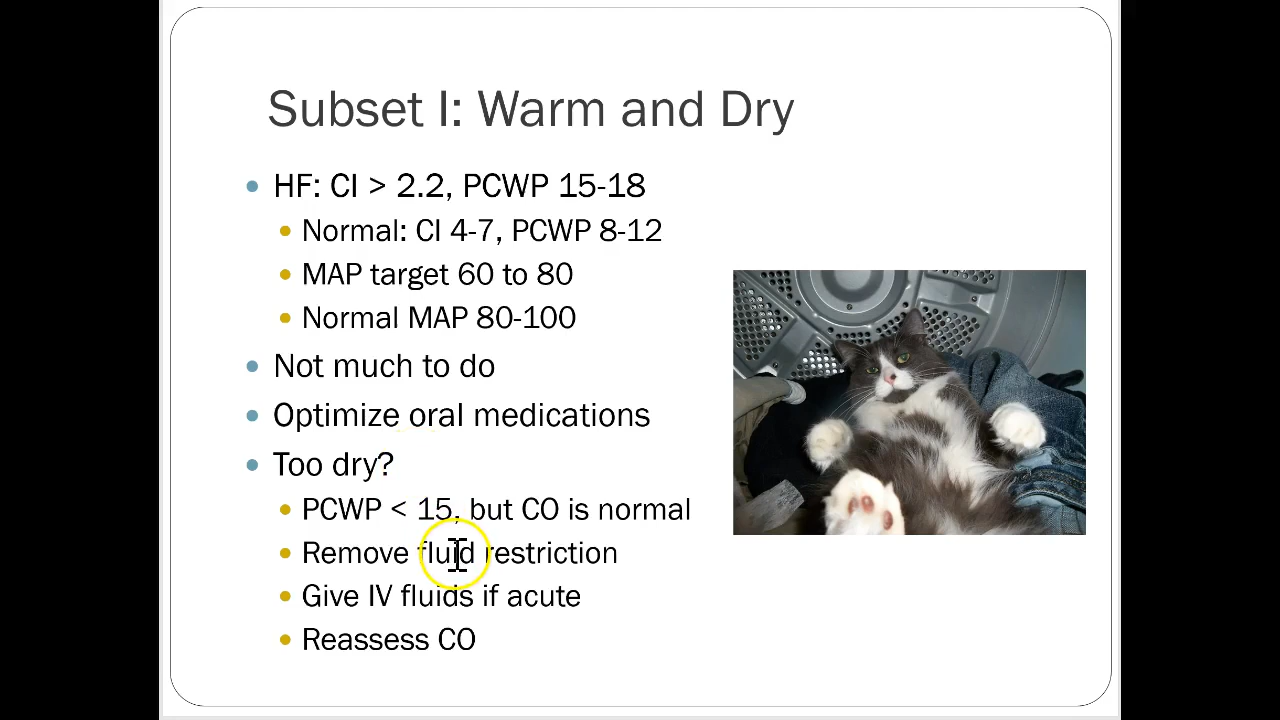 Subset I: Warm and Dry
HF: CI > 2.2, PCWP 15-18
Normal: CI 4-7, PCWP 8-12
MAP target 60 to 80
Normal MAP 80-100
Not much to do
Optimize oral medications
Too dry?
PCWP < 15, but CO is normal
Remove fluid restriction
Give IV fluids if acute
Reassess CO